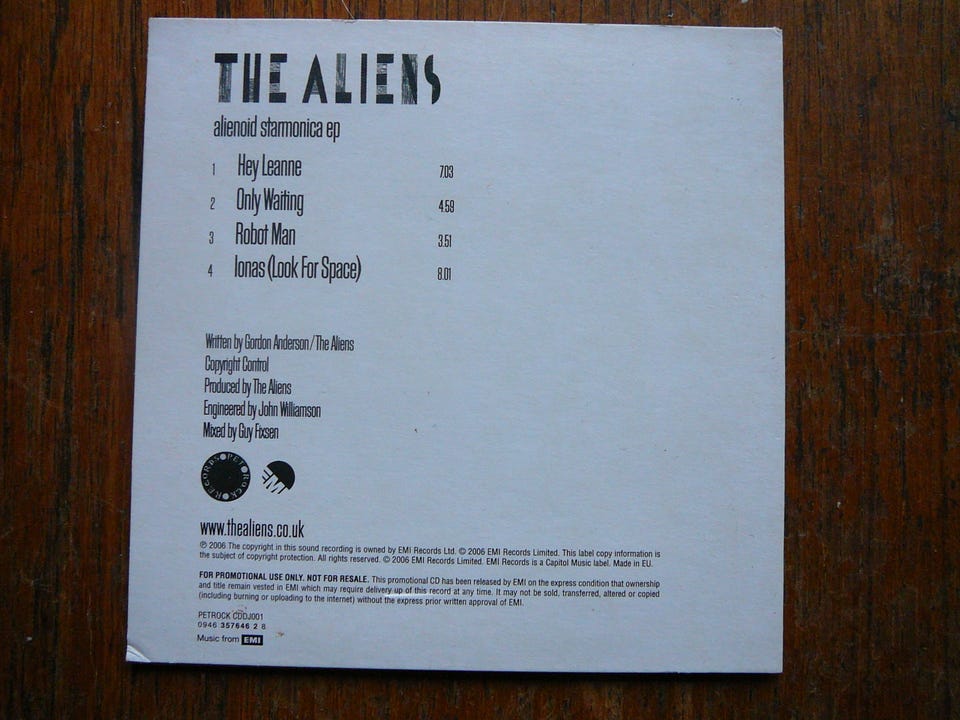 THE ALIENS
alienoid starmonica ep
1 Hey Leanne 7.03
2 Only Waiting 4.59
3 Robot Man 3.51
4 Ionas (Look For Space) 8.01
Written by Gordon Anderson / The Aliens
Copyright Control
Produced by The Aliens
Engineered by John Williamson
Mixed by Guy Fixsen
PETROCK RECORDS
EMI
www.thealiens.co.uk
℗ 2006 The copyright in this sound recording is owned by EMI Records Ltd. © 2006 EMI Records Limited. This label copy information is
the subject of copyright protection. All rights reserved. © 2006 EMI Records Limited. EMI Records is a Capitol Music label. Made in EU.
FOR PROMOTIONAL USE ONLY. NOT FOR RESALE. This promotional CD has been released by EMI on the express condition that ownership
and title remain vested in EMI which may require delivery up of this record at any time. It may not be sold, transferred, altered or copied
(including burning or uploading to the internet) without the express prior written approval of EMI.
PETROCK CDDJ001
0946 357646 2 8
Music from EMI